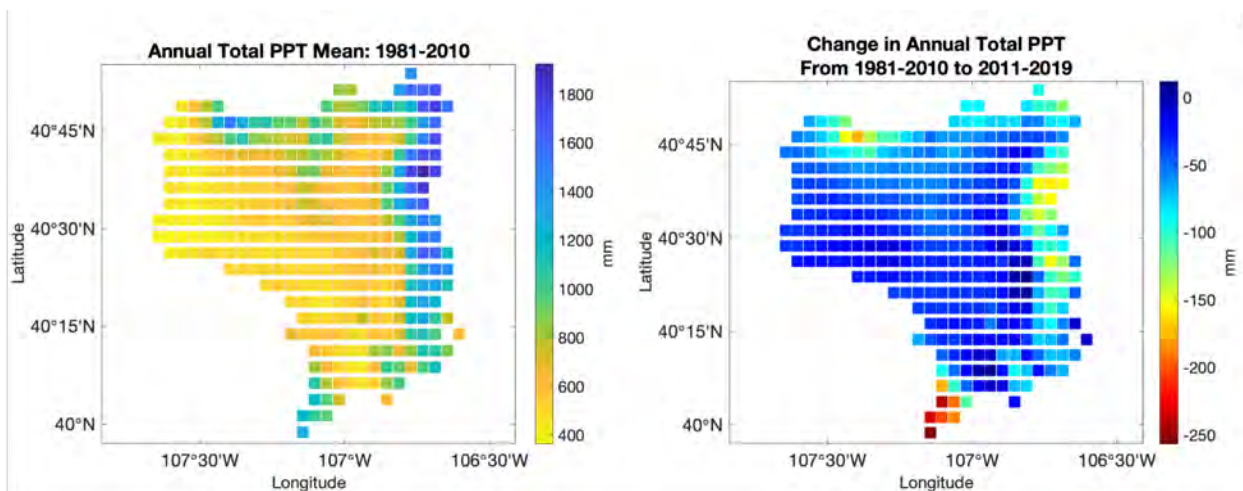 Annual Total PPT Mean: 1981-2010
40°45'N
40°30'N
40°15'N
40°N
Latitude
107°30'W
107°W
106°30'W
Longitude
1800
1600
1400
1200
1000
800
600
400
mm
Change in Annual Total PPT
From 1981-2010 to 2011-2019
40°45'N
40°30'N
40°15'N
40°N
Latitude
107°30'W
107°W
106°30'W
Longitude
0
-50
-100
-150
-200
-250
mm